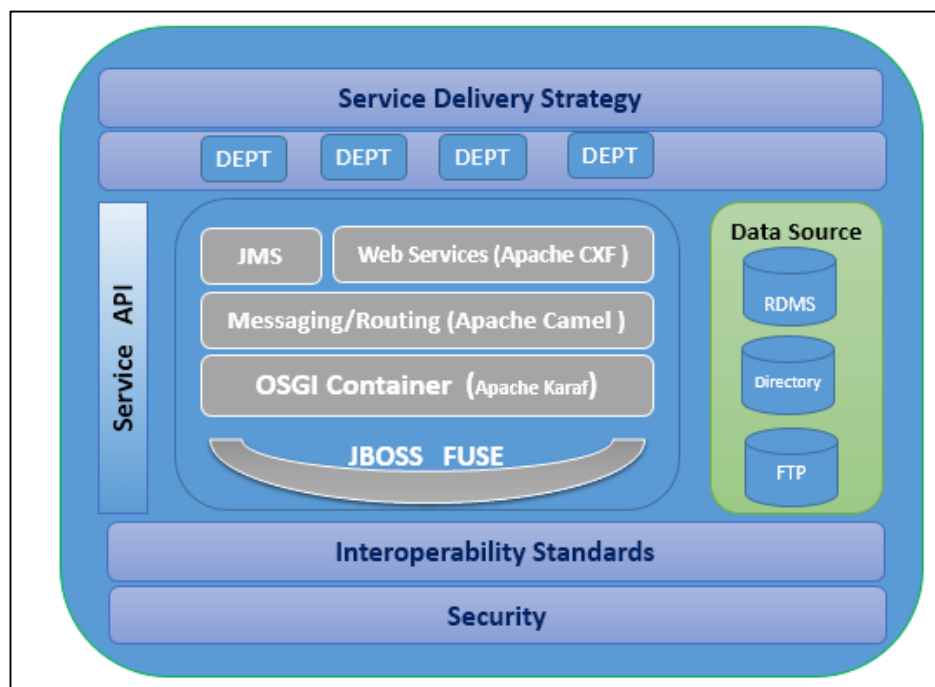 Service Delivery Strategy
DEPT DEPT DEPT DEPT
Service API
JMS
Web Services (Apache CXF )
Messaging/Routing (Apache Camel )
OSGI Container (Apache Karaf)
JBOSS FUSE
Data Source
RDMS
Directory
FTP
Interoperability Standards
Security